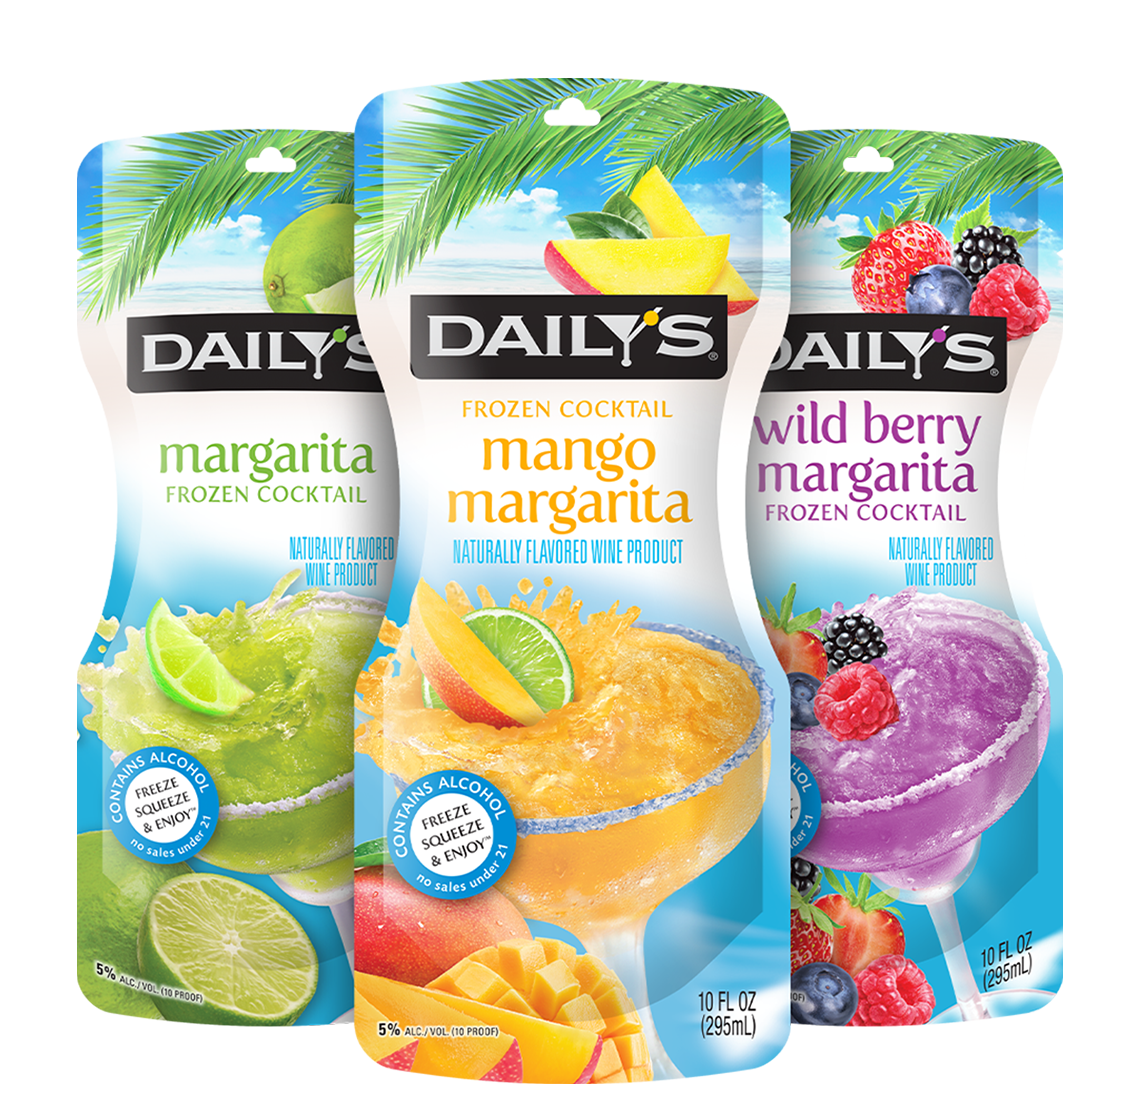 DAILY'S
margarita
FROZEN COCKTAIL
NATURALLY FLAVORED
WINE PRODUCT
CONTAINS ALCOHOL
FREEZE
SQUEEZE
& ENJOY™
no sales under 21
5% ALC./VOL. (10 PROOF)
DAILY'S®
FROZEN COCKTAIL
mango
margarita
NATURALLY FLAVORED WINE PRODUCT
CONTAINS ALCOHOL
FREEZE
SQUEEZE
& ENJOY™
no sales under 21
5% ALC./VOL. (10 PROOF)
10 FL OZ
(295mL)
DAILY'S®
wild berry
margarita
FROZEN COCKTAIL
NATURALLY FLAVORED
WINE PRODUCT
10 FL OZ
(295mL)